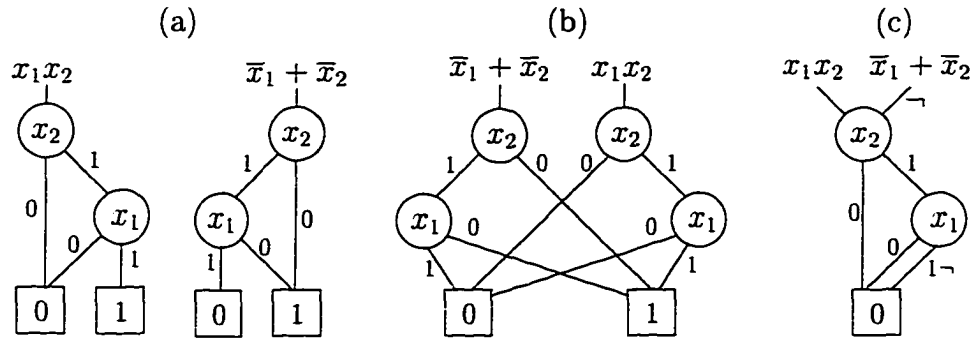 (a) (b) (c)
x₁x₂ x̄₁ + x̄₂ x̄₁ + x̄₂ x₁x₂ x₁x₂ x̄₁ + x̄₂
¬
x₂ x₂ x₂ x₂ x₂
1 1 1 0 0 1 1
0 x₁ x₁ 0 x₁ 0 0 x₁ 0 x₁
0 1 1 0 1 1 0 1¬
0 1 0 1 0 1 0